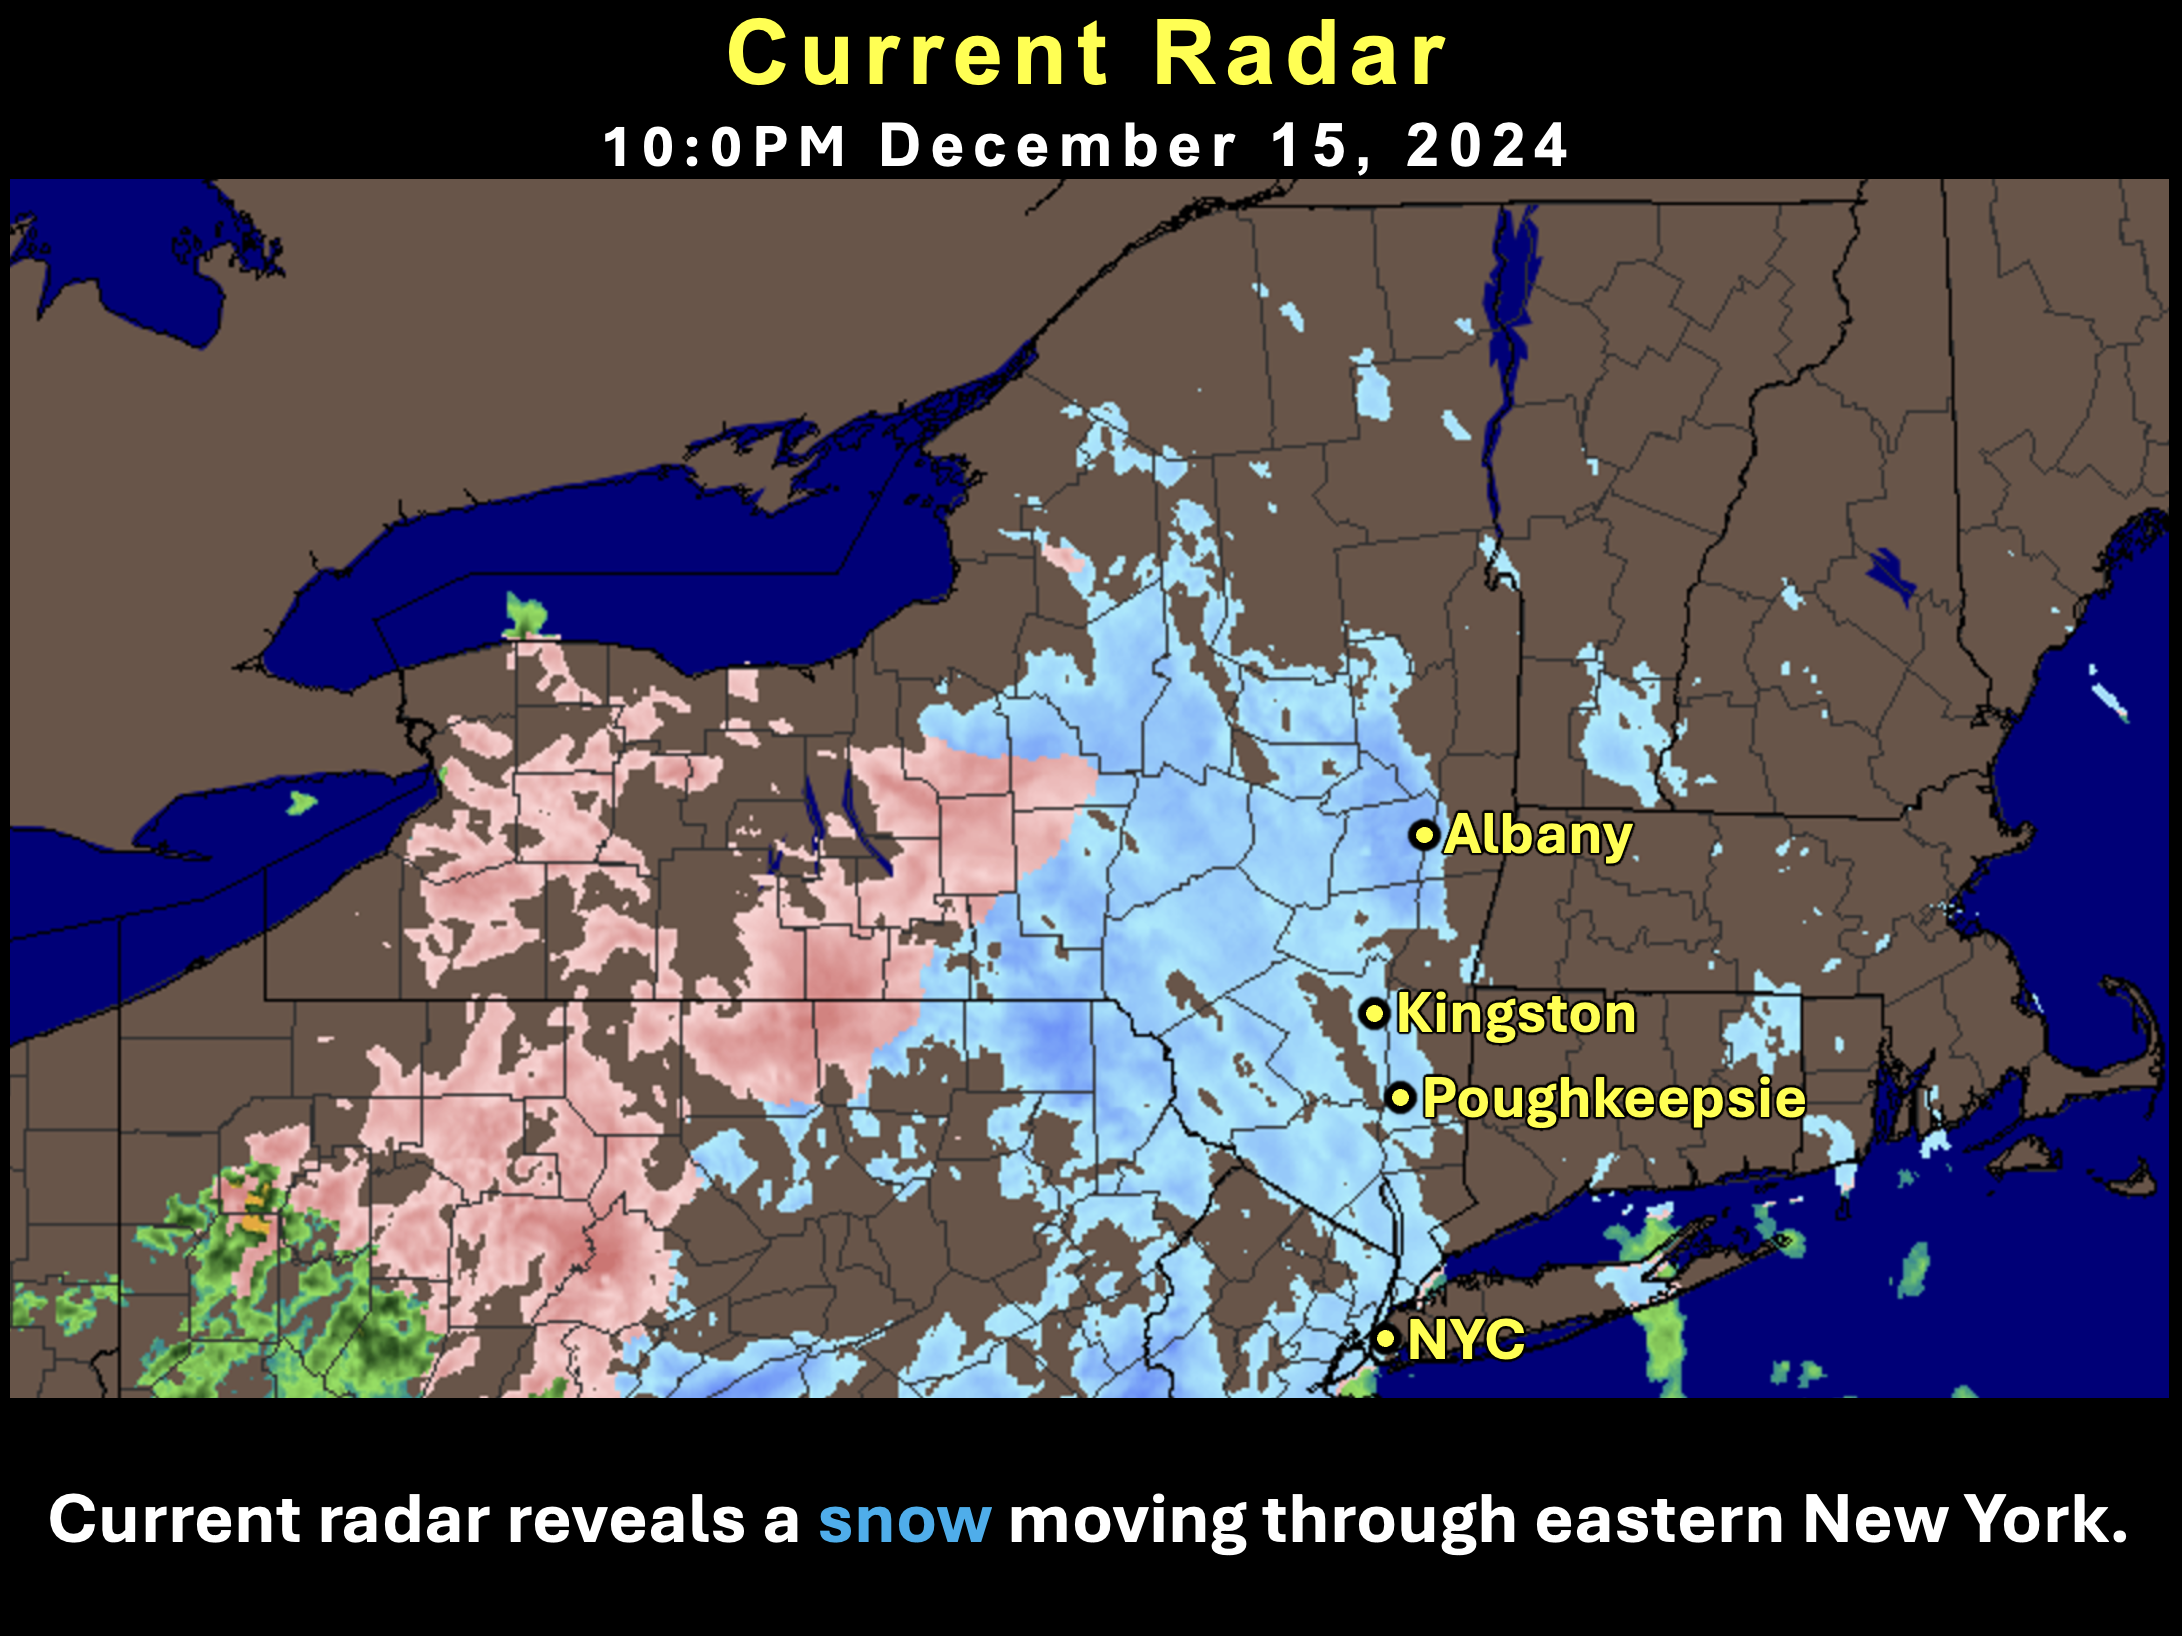 Current Radar
10:0PM December 15, 2024
Albany
Kingston
Poughkeepsie
NYC
Current radar reveals a snow moving through eastern New York.